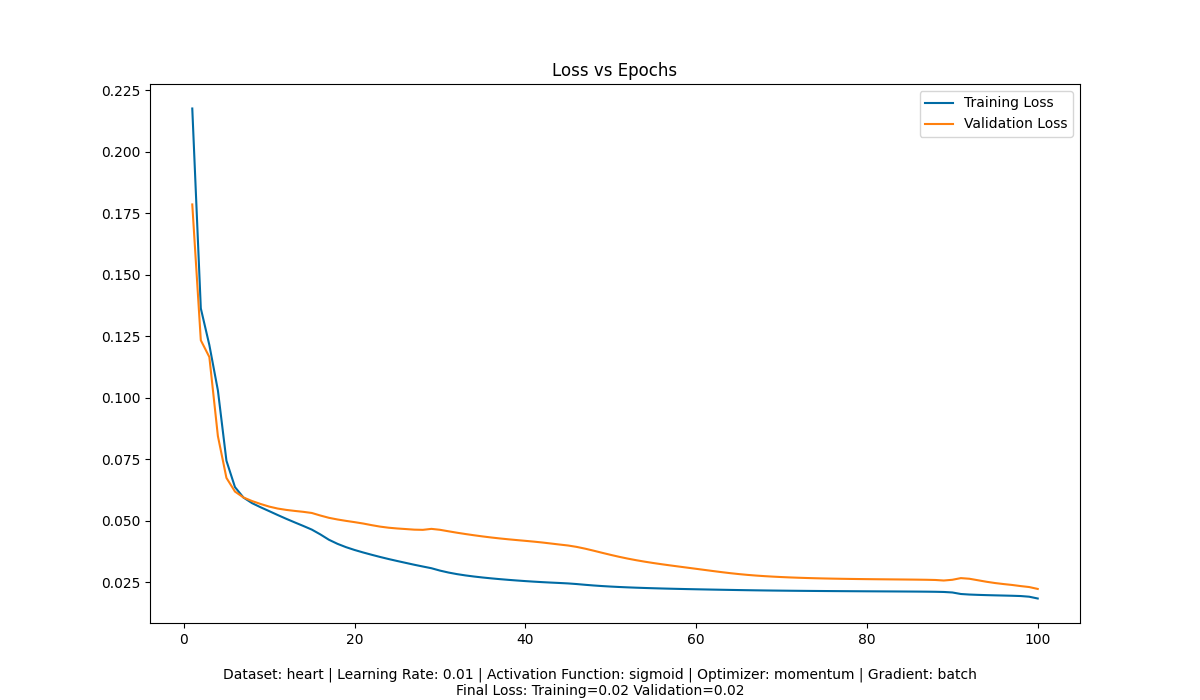 Loss vs Epochs
0.225
0.200
0.175
0.150
0.125
0.100
0.075
0.050
0.025
Training Loss
Validation Loss
0 20 40 60 80 100
Dataset: heart | Learning Rate: 0.01 | Activation Function: sigmoid | Optimizer: momentum | Gradient: batch
Final Loss: Training=0.02 Validation=0.02